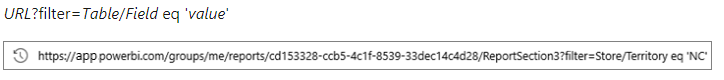 URL?filter=Table/Field eq 'value'
https://app.powerbi.com/groups/me/reports/cd153328-ccb5-4c1f-8539-33dec14c4d28/ReportSection3?filter=Store/Territory eq 'NC'